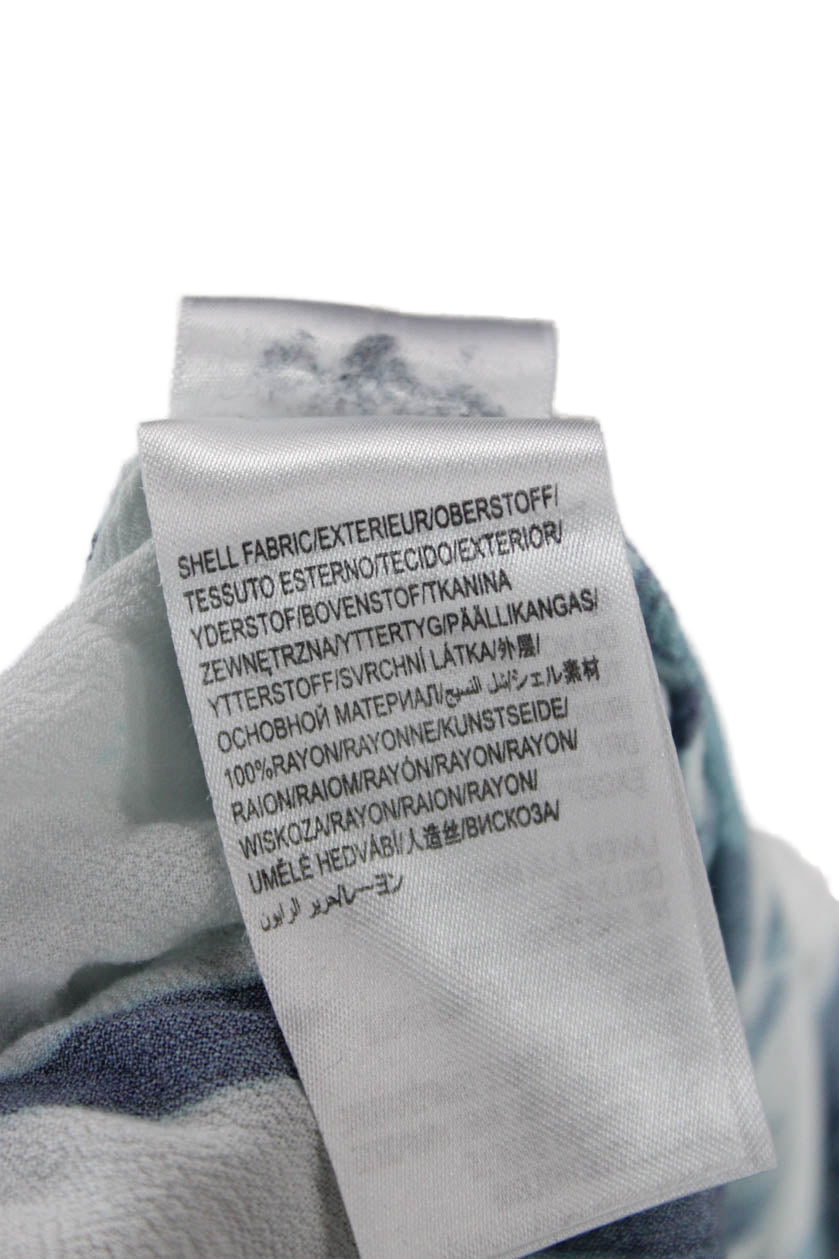 SHELL FABRIC/EXTERIEUR/OBERSTOFF/
TESSUTO ESTERNO/TECIDO/EXTERIOR/
YDERSTOF/BOVENSTOF/TKANINA
ZEWNĘTRZNA/YTTERTYG/PÄÄLLIKANGAS/
YTTERSTOFF/SVRCHNÍ LÁTKA/外層/
ОСНОВНОЙ МАТЕРИАЛ/شل النسيج/シェル素材
100%RAYON/RAYONNE/KUNSTSEIDE/
RAION/RAIOM/RAYÓN/RAYON/RAYON/
WISKOZA/RAYON/RAION/RAYON/
UMĚLÉ HEDVÁBÍ/人造丝/ВИСКОЗА/
حرير الرايون/レーヨン